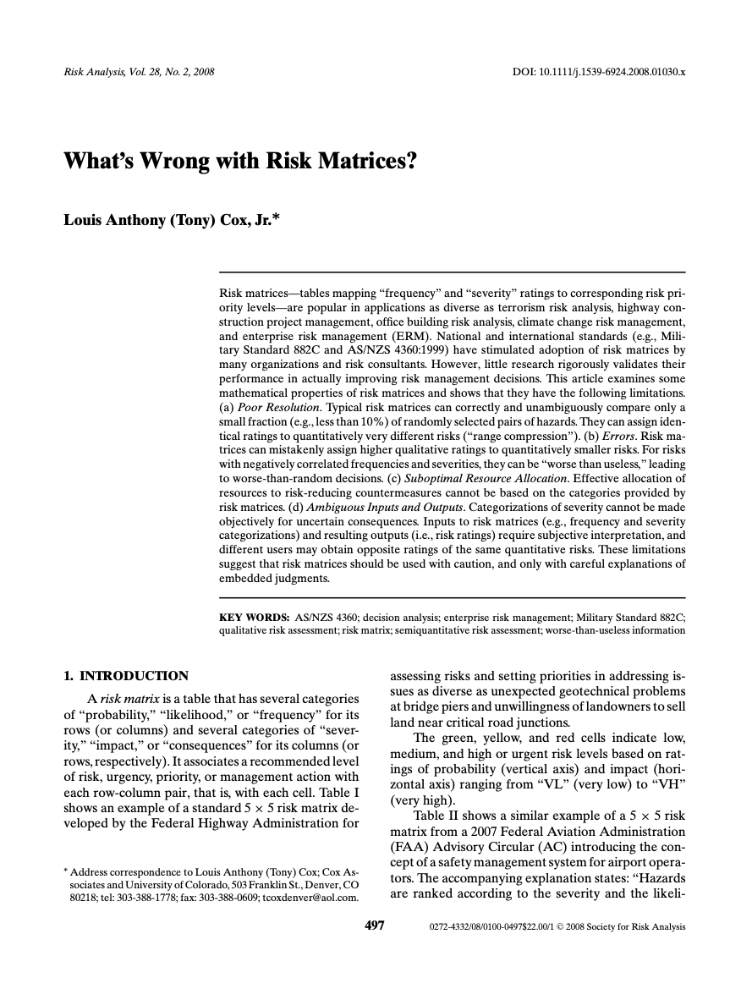 Risk Analysis, Vol. 28, No. 2, 2008
DOI: 10.1111/j.1539-6924.2008.01030.x
What's Wrong with Risk Matrices?
Louis Anthony (Tony) Cox, Jr.*
Risk matrices—tables mapping “frequency” and “severity” ratings to corresponding risk pri-
ority levels—are popular in applications as diverse as terrorism risk analysis, highway con-
struction project management, office building risk analysis, climate change risk management,
and enterprise risk management (ERM). National and international standards (e.g., Mili-
tary Standard 882C and AS/NZS 4360:1999) have stimulated adoption of risk matrices by
many organizations and risk consultants. However, little research rigorously validates their
performance in actually improving risk management decisions. This article examines some
mathematical properties of risk matrices and shows that they have the following limitations.
(a) Poor Resolution. Typical risk matrices can correctly and unambiguously compare only a
small fraction (e.g., less than 10%) of randomly selected pairs of hazards. They can assign iden-
tical ratings to quantitatively very different risks (“range compression”). (b) Errors. Risk ma-
trices can mistakenly assign higher qualitative ratings to quantitatively smaller risks. For risks
with negatively correlated frequencies and severities, they can be “worse than useless,” leading
to worse-than-random decisions. (c) Suboptimal Resource Allocation. Effective allocation of
resources to risk-reducing countermeasures cannot be based on the categories provided by
risk matrices. (d) Ambiguous Inputs and Outputs. Categorizations of severity cannot be made
objectively for uncertain consequences. Inputs to risk matrices (e.g., frequency and severity
categorizations) and resulting outputs (i.e., risk ratings) require subjective interpretation, and
different users may obtain opposite ratings of the same quantitative risks. These limitations
suggest that risk matrices should be used with caution, and only with careful explanations of
embedded judgments.
KEY WORDS: AS/NZS 4360; decision analysis; enterprise risk management; Military Standard 882C;
qualitative risk assessment; risk matrix; semiquantitative risk assessment; worse-than-useless information
1. INTRODUCTION
A risk matrix is a table that has several categories
of “probability,” “likelihood,” or “frequency” for its
rows (or columns) and several categories of “sever-
ity,” “impact,” or “consequences” for its columns (or
rows, respectively). It associates a recommended level
of risk, urgency, priority, or management action with
each row-column pair, that is, with each cell. Table I
shows an example of a standard 5 × 5 risk matrix de-
veloped by the Federal Highway Administration for
* Address correspondence to Louis Anthony (Tony) Cox; Cox As-
sociates and University of Colorado, 503 Franklin St., Denver, CO
80218; tel: 303-388-1778; fax: 303-388-0609; tcoxdenver@aol.com.
assessing risks and setting priorities in addressing is-
sues as diverse as unexpected geotechnical problems
at bridge piers and unwillingness of landowners to sell
land near critical road junctions.
The green, yellow, and red cells indicate low,
medium, and high or urgent risk levels based on rat-
ings of probability (vertical axis) and impact (hori-
zontal axis) ranging from “VL” (very low) to “VH”
(very high).
Table II shows a similar example of a 5 × 5 risk
matrix from a 2007 Federal Aviation Administration
(FAA) Advisory Circular (AC) introducing the con-
cept of a safety management system for airport opera-
tors. The accompanying explanation states: “Hazards
are ranked according to the severity and the likeli-
497
0272-4332/08/0100-0497$22.00/1 © 2008 Society for Risk Analysis